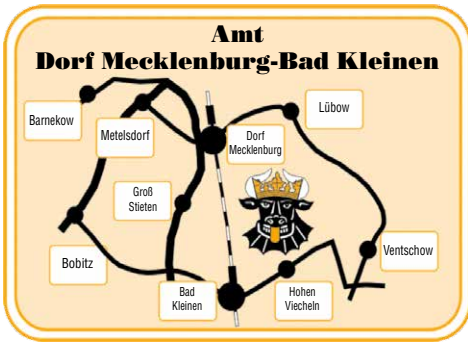 Amt
Dorf Mecklenburg-Bad Kleinen
Barnekow
Metelsdorf
Dorf
Mecklenburg
Lübow
Groß
Stieten
Bobitz
Ventschow
Bad
Kleinen
Hohen
Viecheln